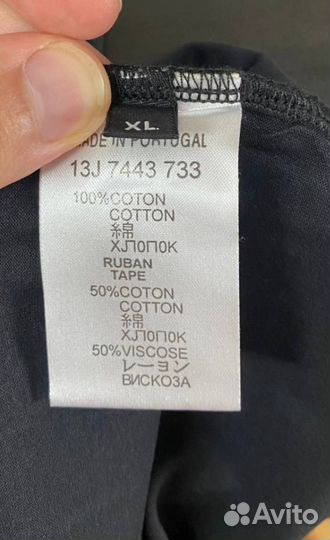 XL
MADE IN PORTUGAL
13J 7443 733
100%COTON
COTTON
綿
ХЛОПОК
RUBAN
TAPE
50%COTON
COTTON
綿
ХЛОПОК
50%VISCOSE
レーヨン
ВИСКОЗА
Avito